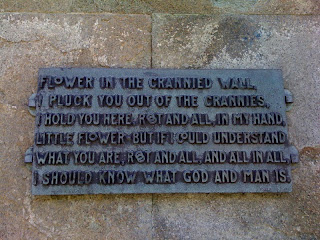 FLOWER IN THE CRANNIED WALL,
I PLUCK YOU OUT OF THE CRANNIES,
I HOLD YOU HERE, ROOT AND ALL, IN MY HAND,
LITTLE FLOWER BUT IF I COULD UNDERSTAND
WHAT YOU ARE, ROOT AND ALL, AND ALL IN ALL,
I SHOULD KNOW WHAT GOD AND MAN IS.